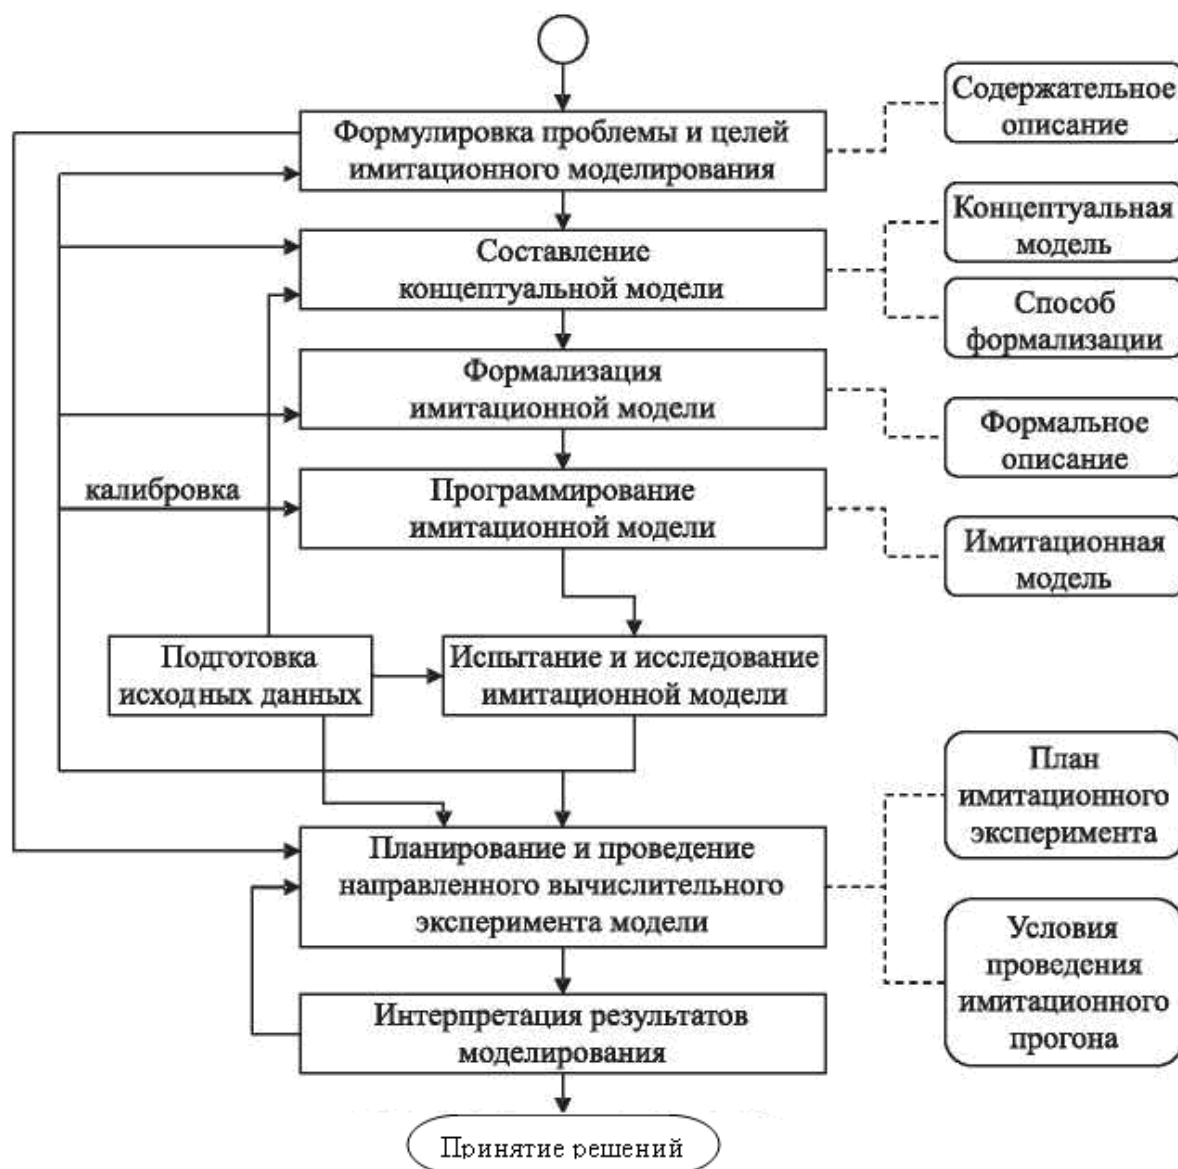 Формулировка проблемы и целей
имитационного моделирования
Содержательное
описание
Составление
концептуальной модели
Концептуальная
модель
Способ
формализации
Формализация
имитационной модели
Формальное
описание
калибровка
Программирование
имитационной модели
Имитационная
модель
Подготовка
исходных данных
Испытание и исследование
имитационной модели
Планирование и проведение
направленного вычислительного
эксперимента модели
План
имитационного
эксперимента
Условия
проведения
имитационного
прогона
Интерпретация результатов
моделирования
Принятие решений